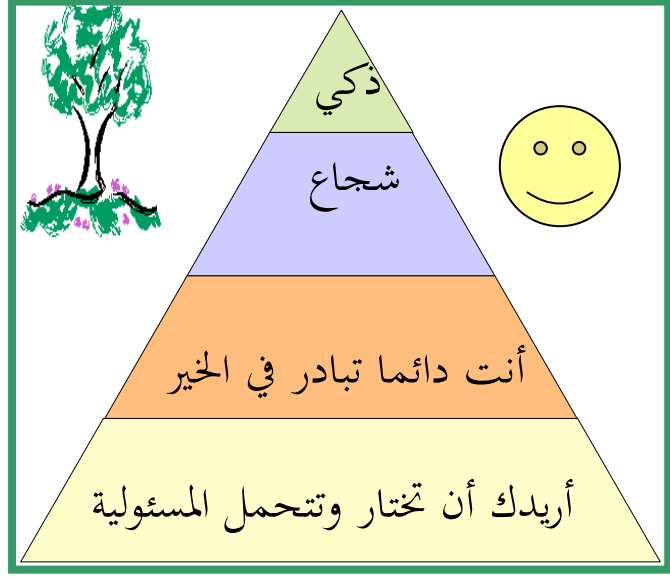 ذكي
شجاع
أنت دائما تبادر في الخير
أريدك أن تختار وتتحمل المسئولية